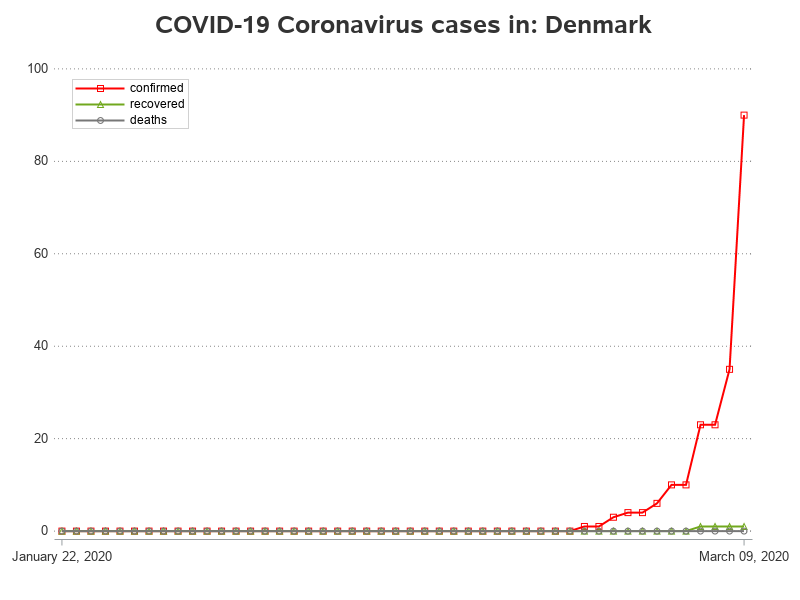 COVID-19 Coronavirus cases in: Denmark
100
confirmed
recovered
deaths
80
60
40
20
0
January 22, 2020
March 09, 2020